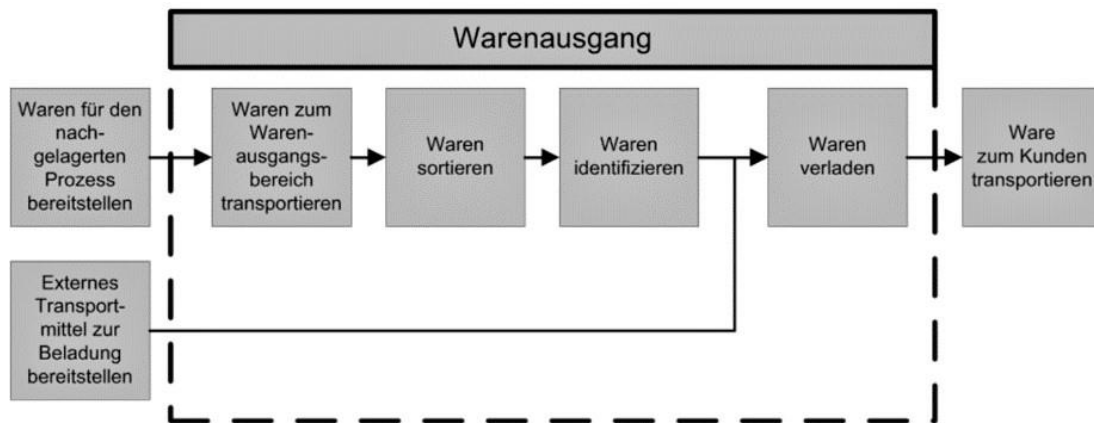 Warenausgang
Waren für den
nach-
gelagerten
Prozess
bereitstellen
Waren zum
Waren-
ausgangs-
bereich
transportieren
Waren
sortieren
Waren
identifizieren
Waren
verladen
Ware
zum Kunden
transportieren
Externes
Transport-
mittel zur
Beladung
bereitstellen